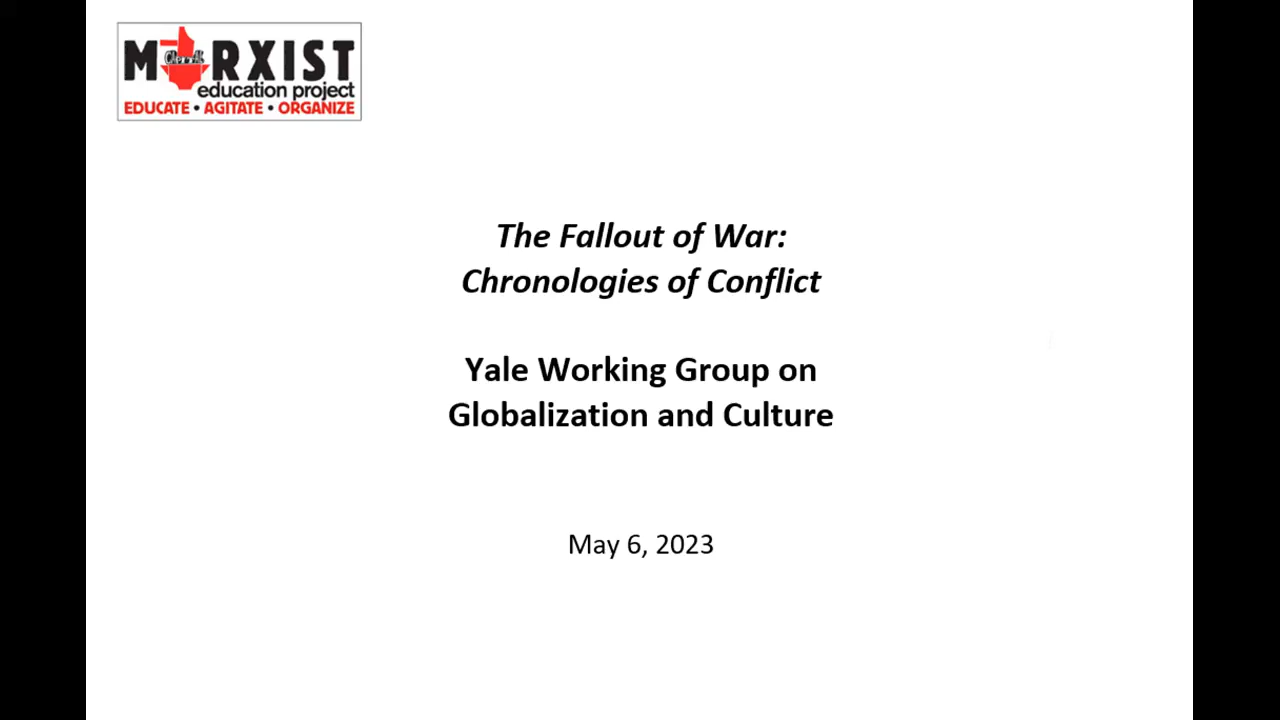 MARXIST
education project
EDUCATE • AGITATE • ORGANIZE
The Fallout of War:
Chronologies of Conflict
Yale Working Group on
Globalization and Culture
May 6, 2023